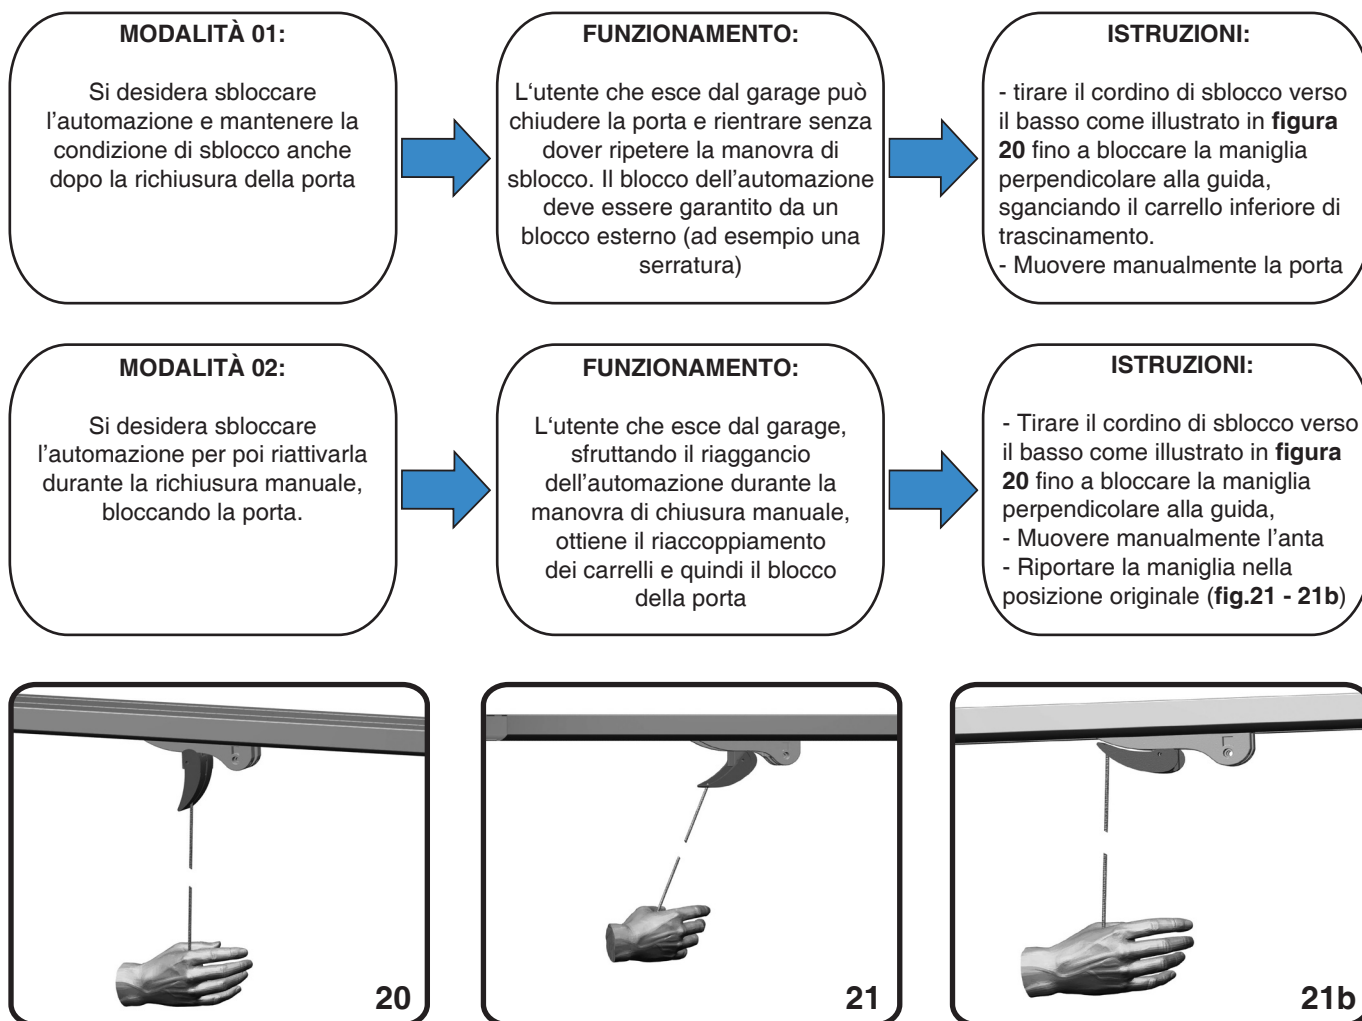 MODALITÀ 01:
Si desidera sbloccare
l’automazione e mantenere la
condizione di sblocco anche
dopo la richiusura della porta
FUNZIONAMENTO:
L‘utente che esce dal garage può
chiudere la porta e rientrare senza
dover ripetere la manovra di
sblocco. Il blocco dell’automazione
deve essere garantito da un
blocco esterno (ad esempio una
serratura)
ISTRUZIONI:
- tirare il cordino di sblocco verso
il basso come illustrato in figura
20 fino a bloccare la maniglia
perpendicolare alla guida,
sganciando il carrello inferiore di
trascinamento.
- Muovere manualmente la porta
MODALITÀ 02:
Si desidera sbloccare
l’automazione per poi riattivarla
durante la richiusura manuale,
bloccando la porta.
FUNZIONAMENTO:
L‘utente che esce dal garage,
sfruttando il riaggancio
dell’automazione durante la
manovra di chiusura manuale,
ottiene il riaccoppiamento
dei carrelli e quindi il blocco
della porta
ISTRUZIONI:
- Tirare il cordino di sblocco verso
il basso come illustrato in figura
20 fino a bloccare la maniglia
perpendicolare alla guida,
- Muovere manualmente l’anta
- Riportare la maniglia nella
posizione originale (fig.21 - 21b)
20
21
21b